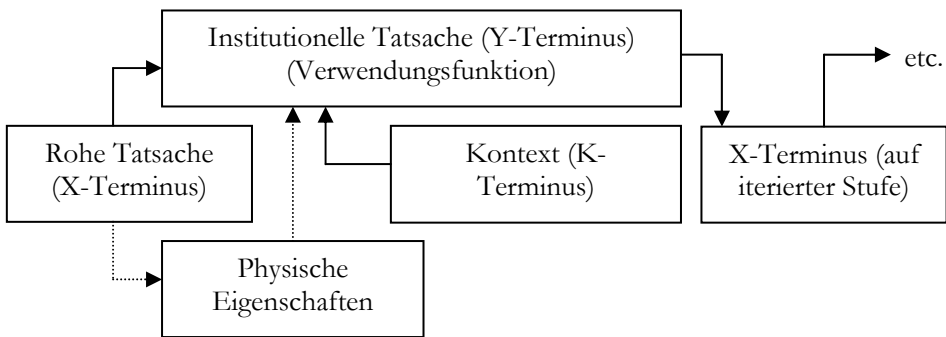 Institutionelle Tatsache (Y-Terminus)
(Verwendungsfunktion)
etc.
Rohe Tatsache
(X-Terminus)
Kontext (K-
Terminus)
X-Terminus (auf
iterierter Stufe)
Physische
Eigenschaften